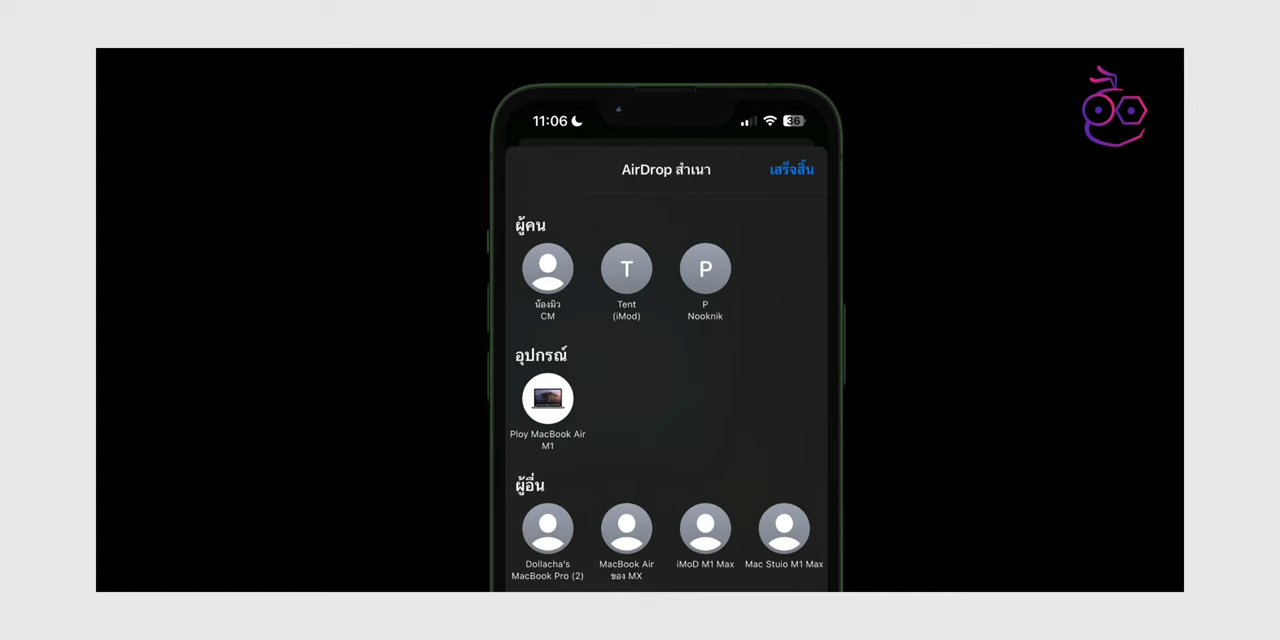 11:06
36
AirDrop สำเนา
เสร็จสิ้น
ผู้คน
น้องมิว
CM
T
Tent
(iMod)
P
P
Nooknik
อุปกรณ์
Ploy MacBook Air
M1
ผู้อื่น
Dollacha's
MacBook Pro (2)
MacBook Air
ของ MX
iMoD M1 Max
Mac Stuio M1 Max